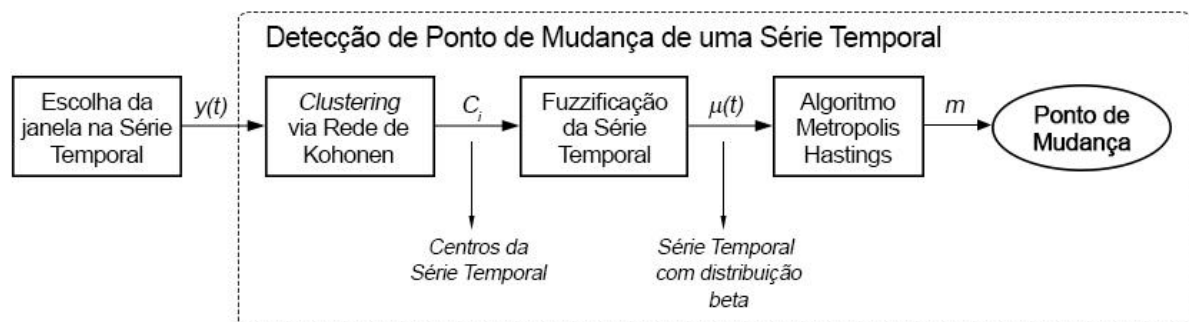 Detecção de Ponto de Mudança de uma Série Temporal
Escolha da
janela na Série
Temporal
y(t)
Clustering
via Rede de
Kohonen
C_i
Fuzzificação
da Série
Temporal
μ(t)
Algoritmo
Metropolis
Hastings
m
Ponto de
Mudança
Centros da
Série Temporal
Série Temporal
com distribuição
beta